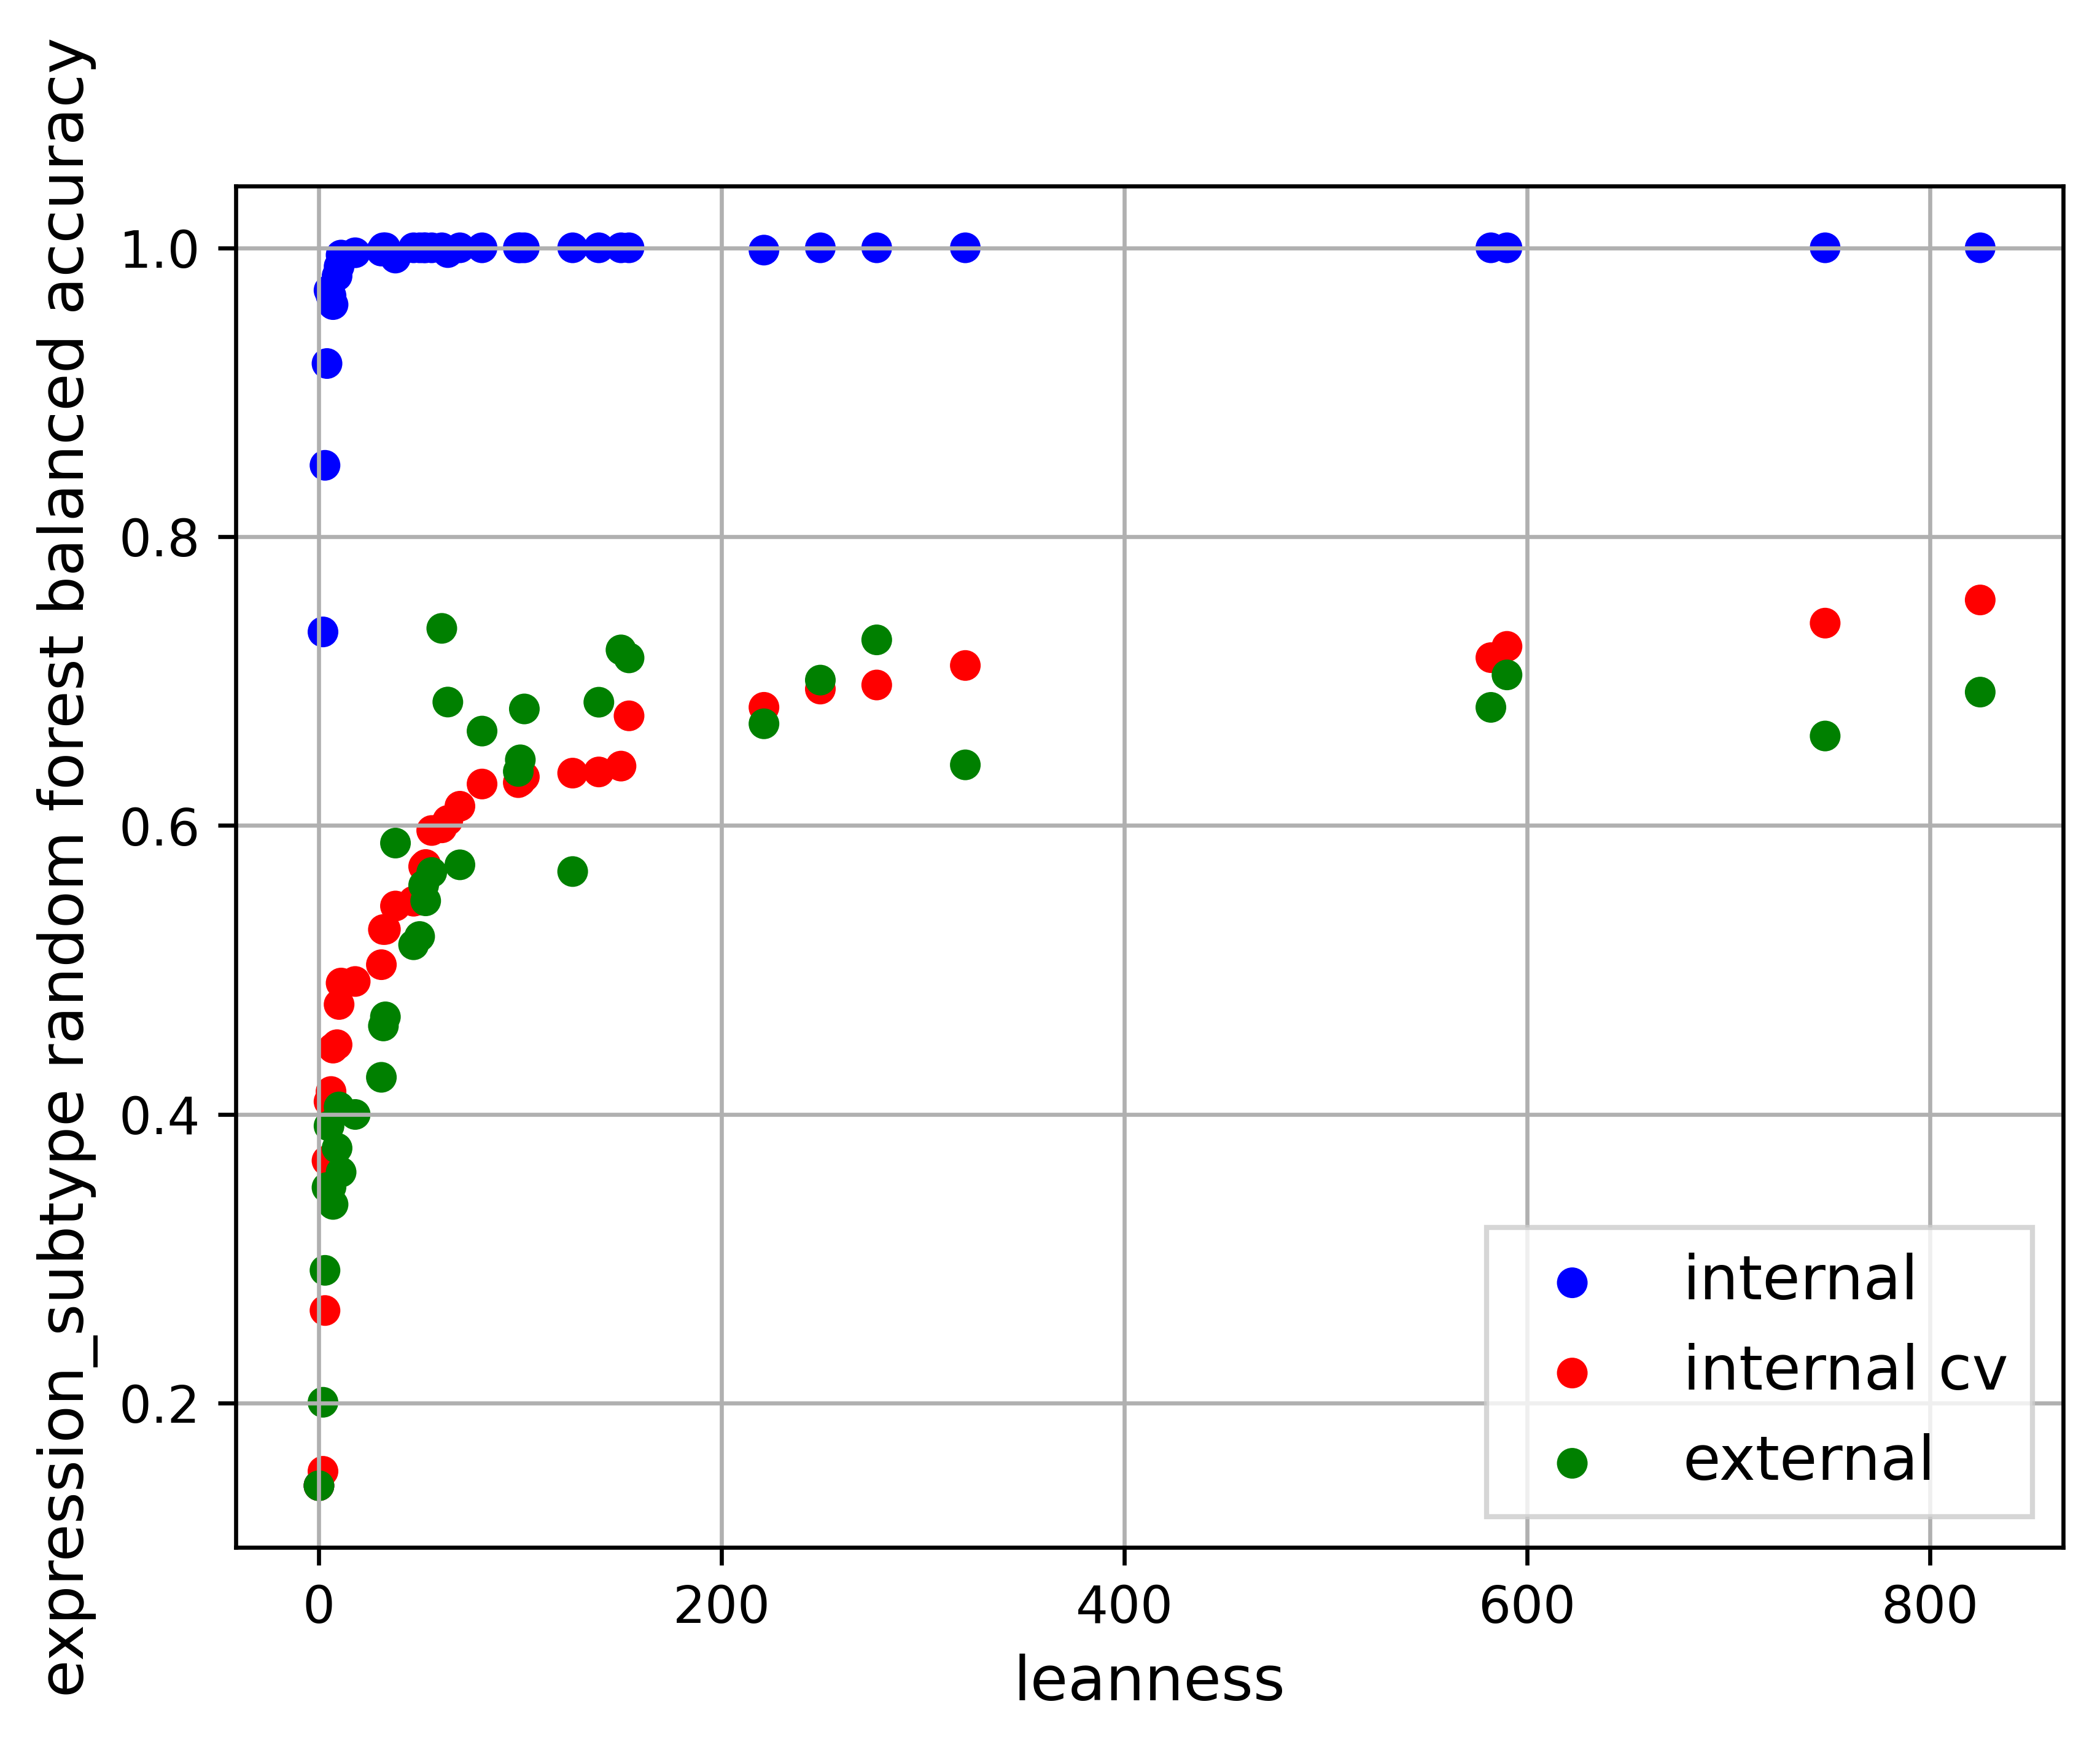 expression_subtype random forest balanced accuracy
1.0
0.8
0.6
0.4
0.2
0 200 400 600 800
leanness
internal
internal cv
external